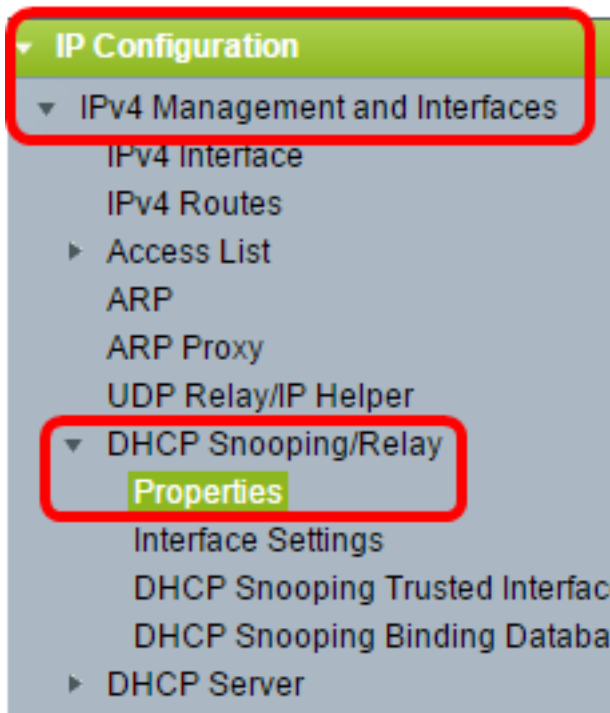 IP Configuration
IPv4 Management and Interfaces
IPv4 Interface
IPv4 Routes
Access List
ARP
ARP Proxy
UDP Relay/IP Helper
DHCP Snooping/Relay
Properties
Interface Settings
DHCP Snooping Trusted Interfac
DHCP Snooping Binding Databa
DHCP Server